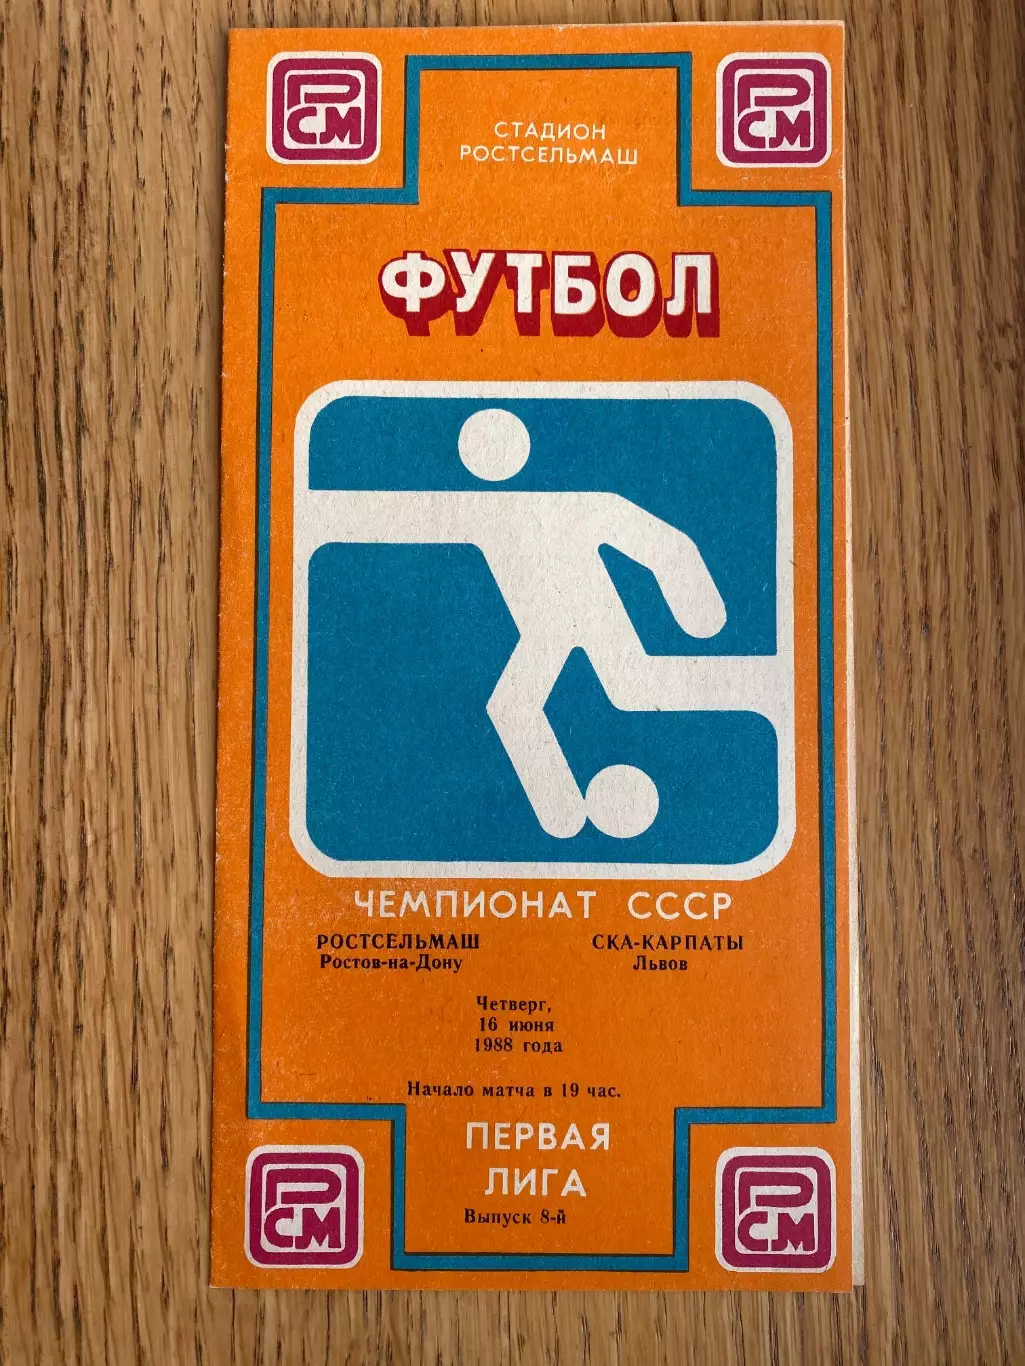 РСМ
РСМ
СТАДИОН
РОСТСЕЛЬМАШ
ФУТБОЛ
ЧЕМПИОНАТ СССР
РОСТСЕЛЬМАШ СКА-КАРПАТЫ
Ростов-на-Дону Львов
Четверг,
16 июня
1988 года
Начало матча в 19 час.
ПЕРВАЯ
ЛИГА
Выпуск 8-й
РСМ
РСМ